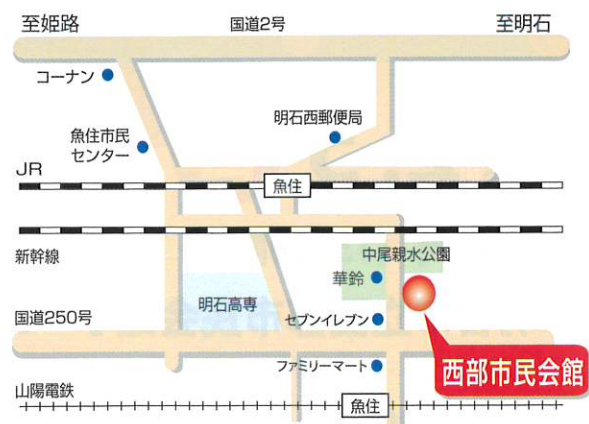 至姫路
国道2号
至明石
コーナン
明石西郵便局
魚住市民
センター
JR
魚住
新幹線
中尾親水公園
華鈴
明石高専
国道250号
セブンイレブン
ファミリーマート
西部市民会館
山陽電鉄
魚住